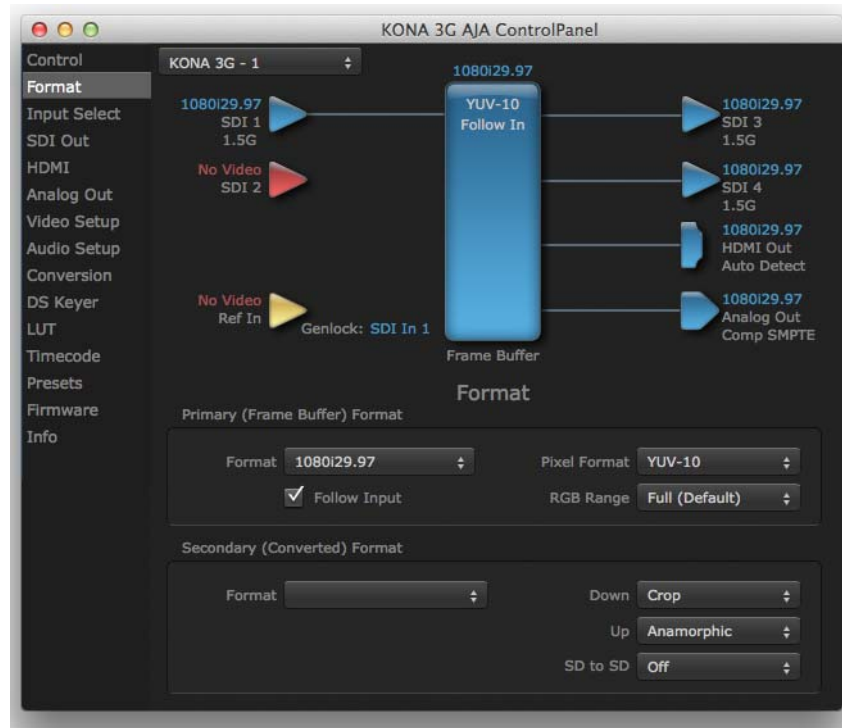 KONA 3G AJA ControlPanel
Control
Format
Input Select
SDI Out
HDMI
Analog Out
Video Setup
Audio Setup
Conversion
DS Keyer
LUT
Timecode
Presets
Firmware
Info
KONA 3G - 1
1080i29.97
1080i29.97
SDI 1
1.5G
No Video
SDI 2
No Video
Ref In
Genlock: SDI In 1
YUV-10
Follow In
Frame Buffer
1080i29.97
SDI 3
1.5G
1080i29.97
SDI 4
1.5G
1080i29.97
HDMI Out
Auto Detect
1080i29.97
Analog Out
Comp SMPTE
Format
Primary (Frame Buffer) Format
Format 1080i29.97
Follow Input
Pixel Format YUV-10
RGB Range Full (Default)
Secondary (Converted) Format
Format
Down Crop
Up Anamorphic
SD to SD Off